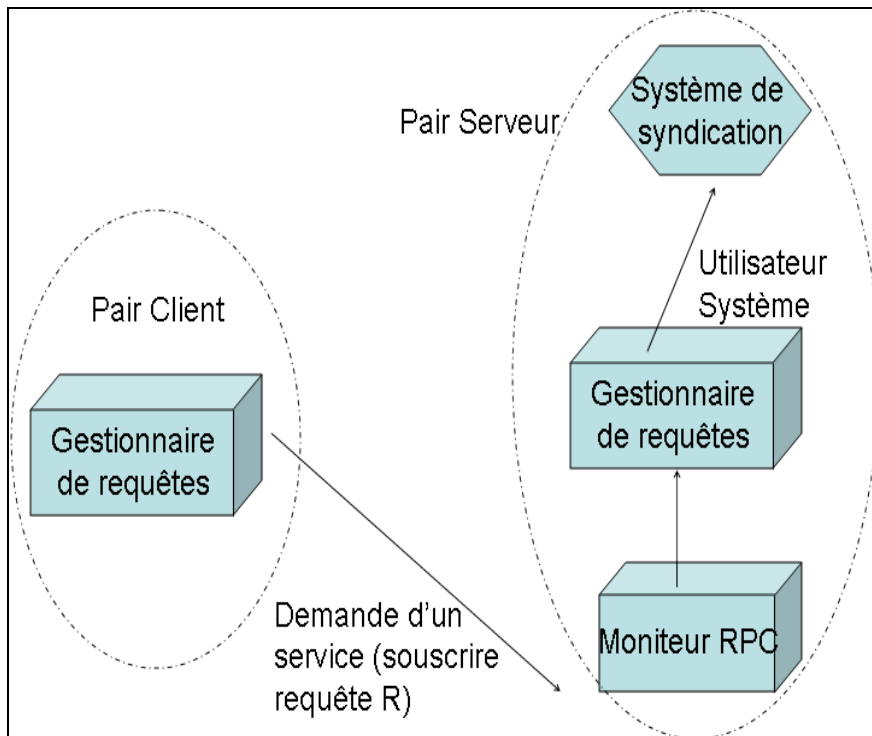 Système de
syndication
Pair Serveur
Utilisateur
Système
Pair Client
Gestionnaire
de requêtes
Gestionnaire
de requêtes
Demande d'un
service (souscrire
requête R)
Moniteur RPC